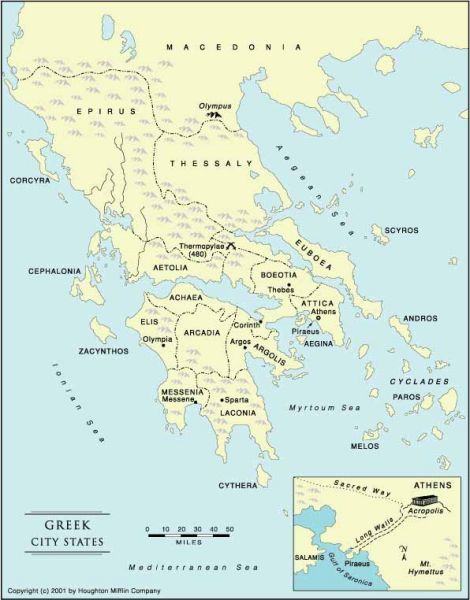 MACEDONIA
Olympus
EPIRUS
THESSALY
Aegean Sea
CORCYRA
SCYROS
Thermopylae
(480)
EUBOEA
AETOLIA
BOEOTIA
CEPHALONIA
Thebes
ACHAEA
ATTICA
Athens
ELIS
ARCADIA
Corinth
Piraeus
ANDROS
Olympia
Argos
AEGINA
ZACYNTHOS
ARGOLIS
CYCLADES
MESSENIA
PAROS
Messene
Sparta
LACONIA
Myrtoum Sea
Ionian Sea
MELOS
CYTHERA
GREEK
CITY STATES
0 10 20 30 40 50
MILES
Mediterranean Sea
Sacred Way
ATHENS
Acropolis
Long Walls
N
SALAMIS
Piraeus
Gulf of Saronica
Mt.
Hymettus
Copyright (c) 2001 by Houghton Mifflin Company